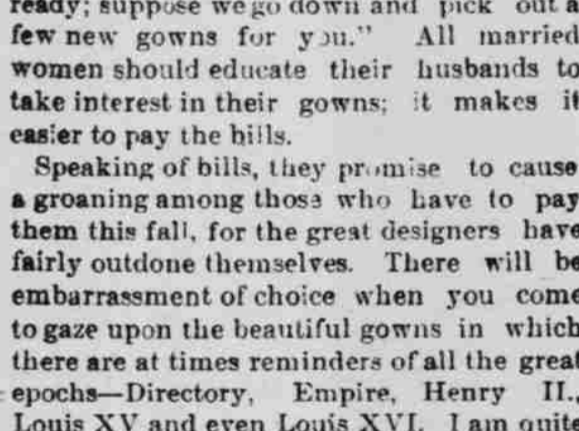 ready; suppose we go down and pick out a
few new gowns for you." All married
women should educate their husbands to
take interest in their gowns; it makes it
easier to pay the bills.
Speaking of bills, they promise to cause
a groaning among those who have to pay
them this fall, for the great designers have
fairly outdone themselves. There will be
embarrassment of choice when you come
to gaze upon the beautiful gowns in which
there are at times reminders of all the great
epochs—Directory, Empire, Henry II.,
Louis XV and even Louis XVI. I am quite